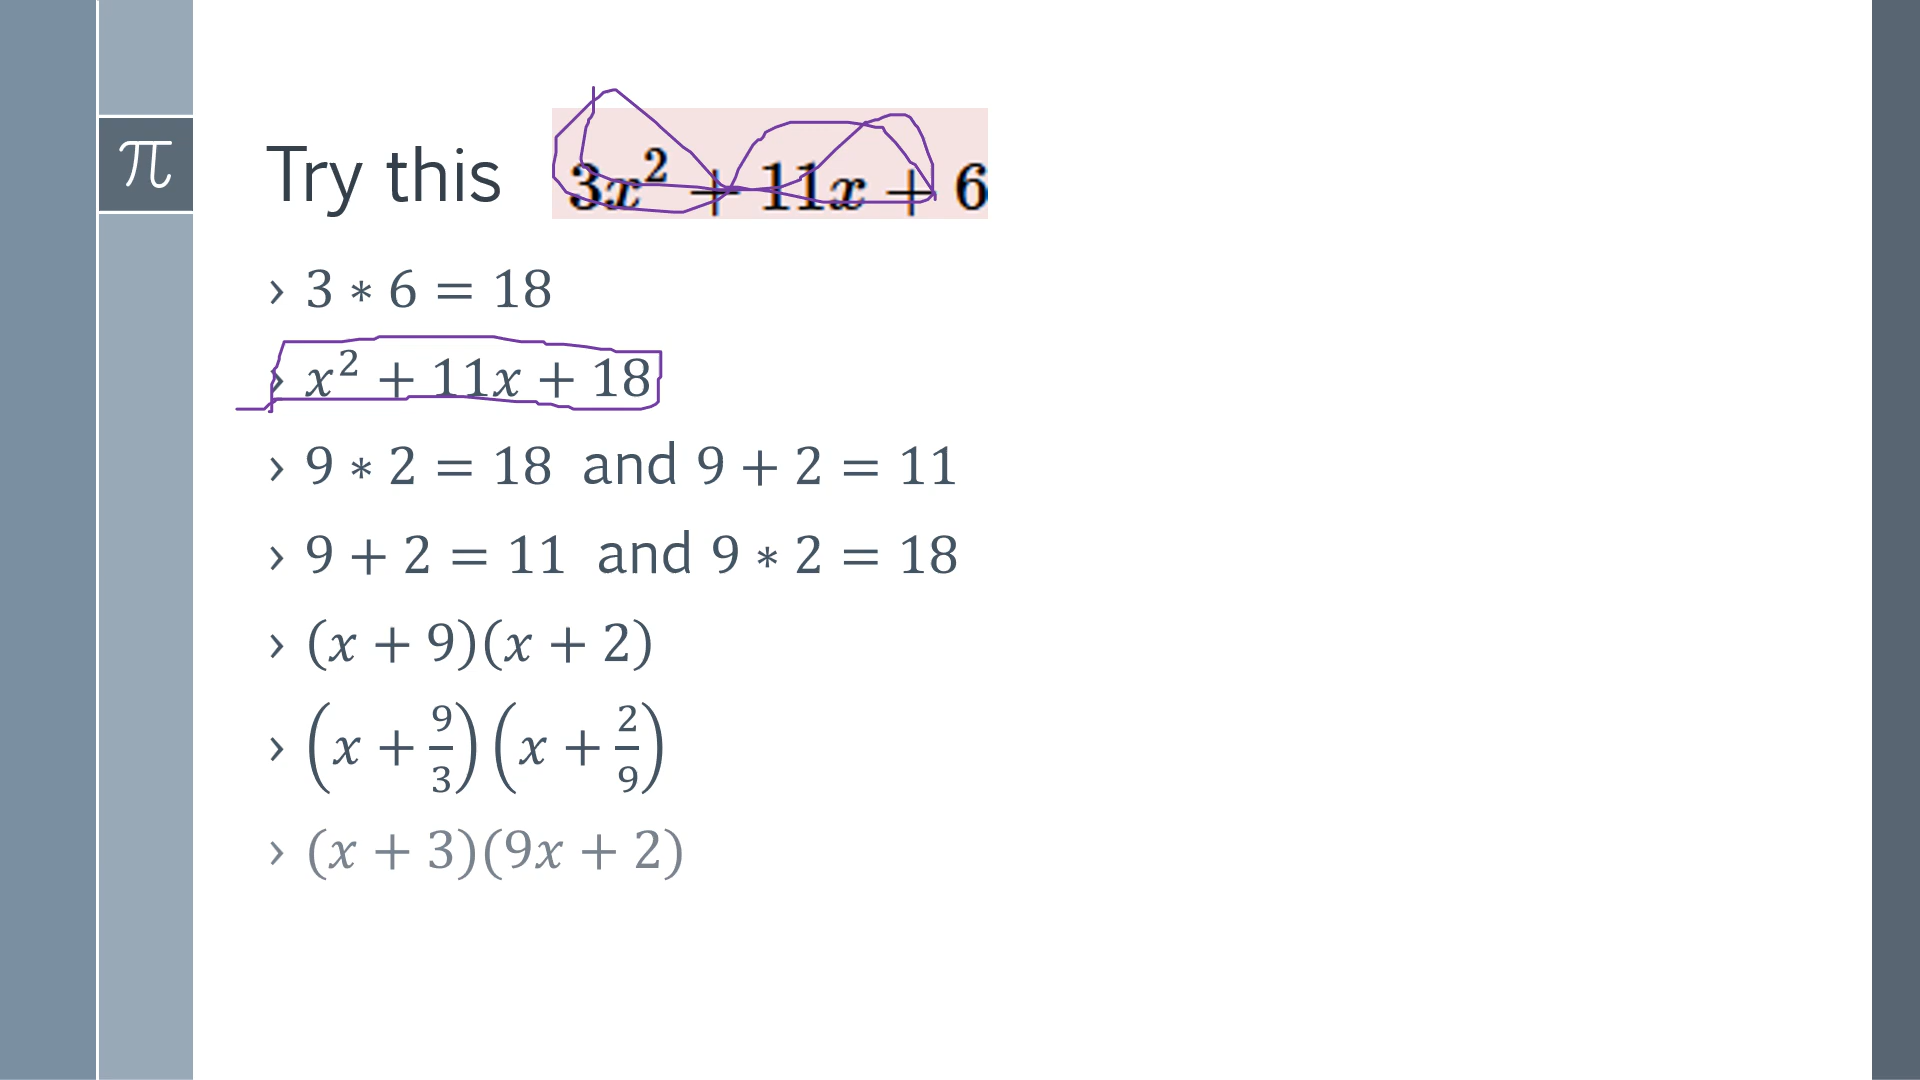 π
Try this 3x² + 11x + 6
› 3 ∗ 6 = 18
› x² + 11x + 18
› 9 ∗ 2 = 18 and 9 + 2 = 11
› 9 + 2 = 11 and 9 ∗ 2 = 18
› (x + 9)(x + 2)
› (x + 9/3)(x + 2/9)
› (x + 3)(9x + 2)